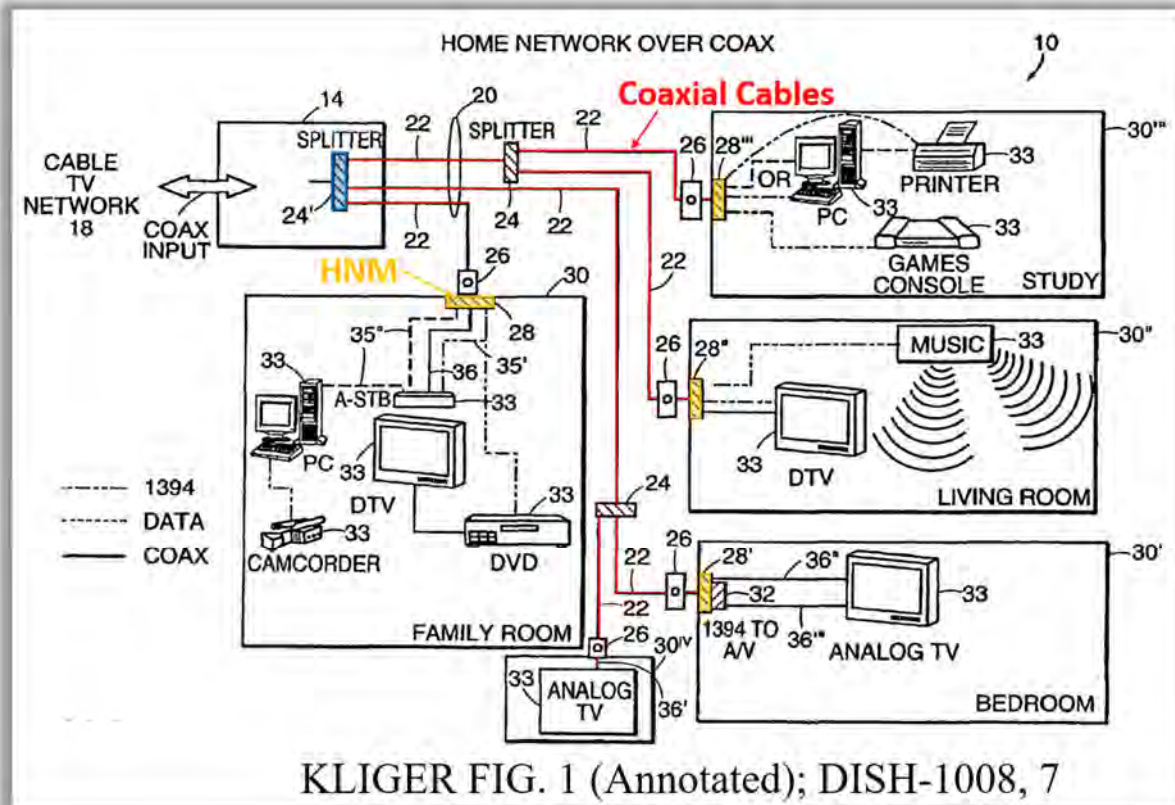 HOME NETWORK OVER COAX
10
14
20
Coaxial Cables
SPLITTER
22
SPLITTER
22
CABLE
TV
NETWORK
18
COAX
INPUT
24'
22
24
22
26
28'''
30'''
OR
PC
33
PRINTER
33
33
GAMES
CONSOLE
STUDY
HNM
26
30
28
35"
35'
36
33
A-STB
33
PC
33
DTV
33
DVD
33
CAMCORDER
FAMILY ROOM
1394
DATA
COAX
22
26
28"
30"
MUSIC
33
33
DTV
LIVING ROOM
24
22
22
26
28'
32
1394 TO
A/V
36"
36'''
33
ANALOG TV
30'
BEDROOM
26
30IV
33
ANALOG
TV
36'
KLIGER FIG. 1 (Annotated); DISH-1008, 7